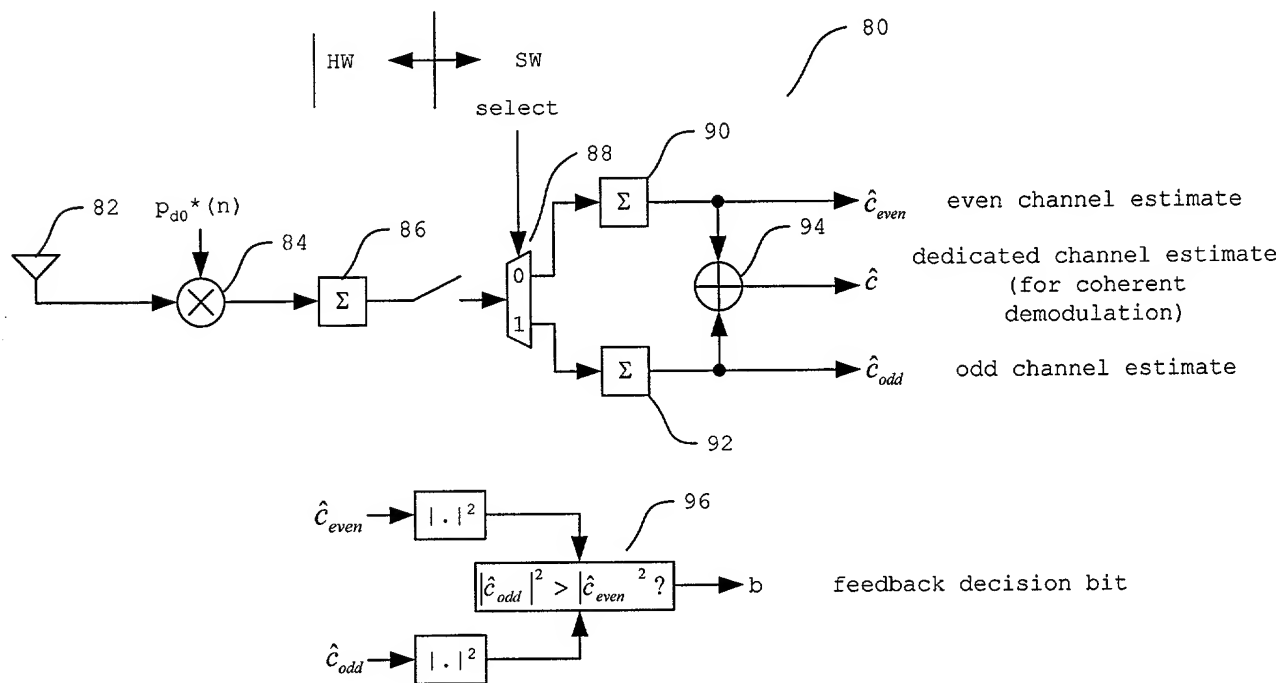 80
HW
SW
select
90
88
82
p_d0*(n)
84
86
Σ
0
1
Σ
ĉ_even even channel estimate
94
ĉ dedicated channel estimate
(for coherent
demodulation)
Σ
ĉ_odd odd channel estimate
92
ĉ_even
|.|²
96
|ĉ_odd|² > |ĉ_even ² ?
b feedback decision bit
ĉ_odd
|.|²